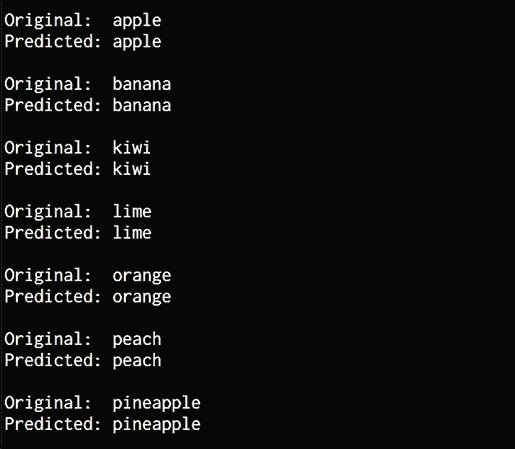 Original:  apple
Predicted: apple
Original:  banana
Predicted: banana
Original:  kiwi
Predicted: kiwi
Original:  lime
Predicted: lime
Original:  orange
Predicted: orange
Original:  peach
Predicted: peach
Original:  pineapple
Predicted: pineapple